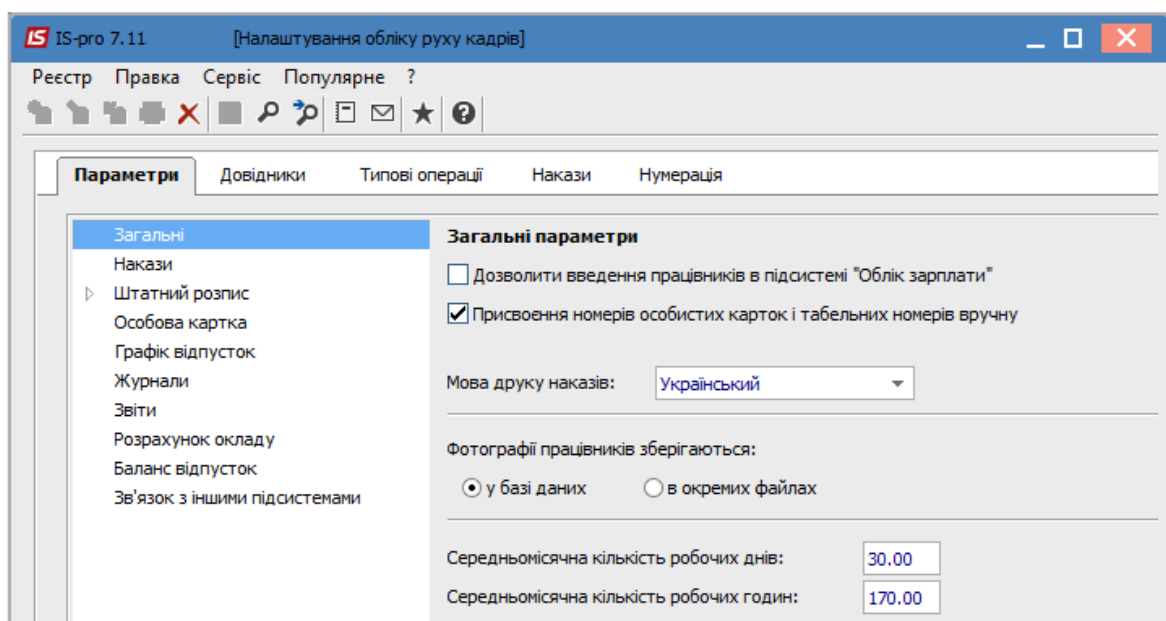 IS IS-pro 7.11 [Налаштування обліку руху кадрів]
Реєстр Правка Сервіс Популярне ?
Параметри Довідники Типові операції Накази Нумерація
Загальні
Накази
Штатний розпис
Особова картка
Графік відпусток
Журнали
Звіти
Розрахунок окладу
Баланс відпусток
Зв'язок з іншими підсистемами
Загальні параметри
Дозволити введення працівників в підсистемі "Облік зарплати"
Присвоєння номерів особистих карток і табельних номерів вручну
Мова друку наказів: Український
Фотографії працівників зберігаються:
у базі даних в окремих файлах
Середньомісячна кількість робочих днів: 30.00
Середньомісячна кількість робочих годин: 170.00